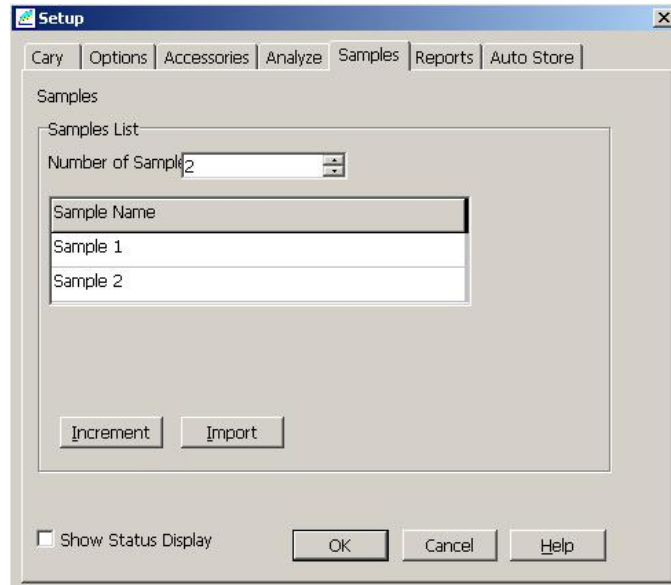 Setup
Cary Options Accessories Analyze Samples Reports Auto Store
Samples
Samples List
Number of Sample 2
Sample Name
Sample 1
Sample 2
Increment Import
Show Status Display OK Cancel Help